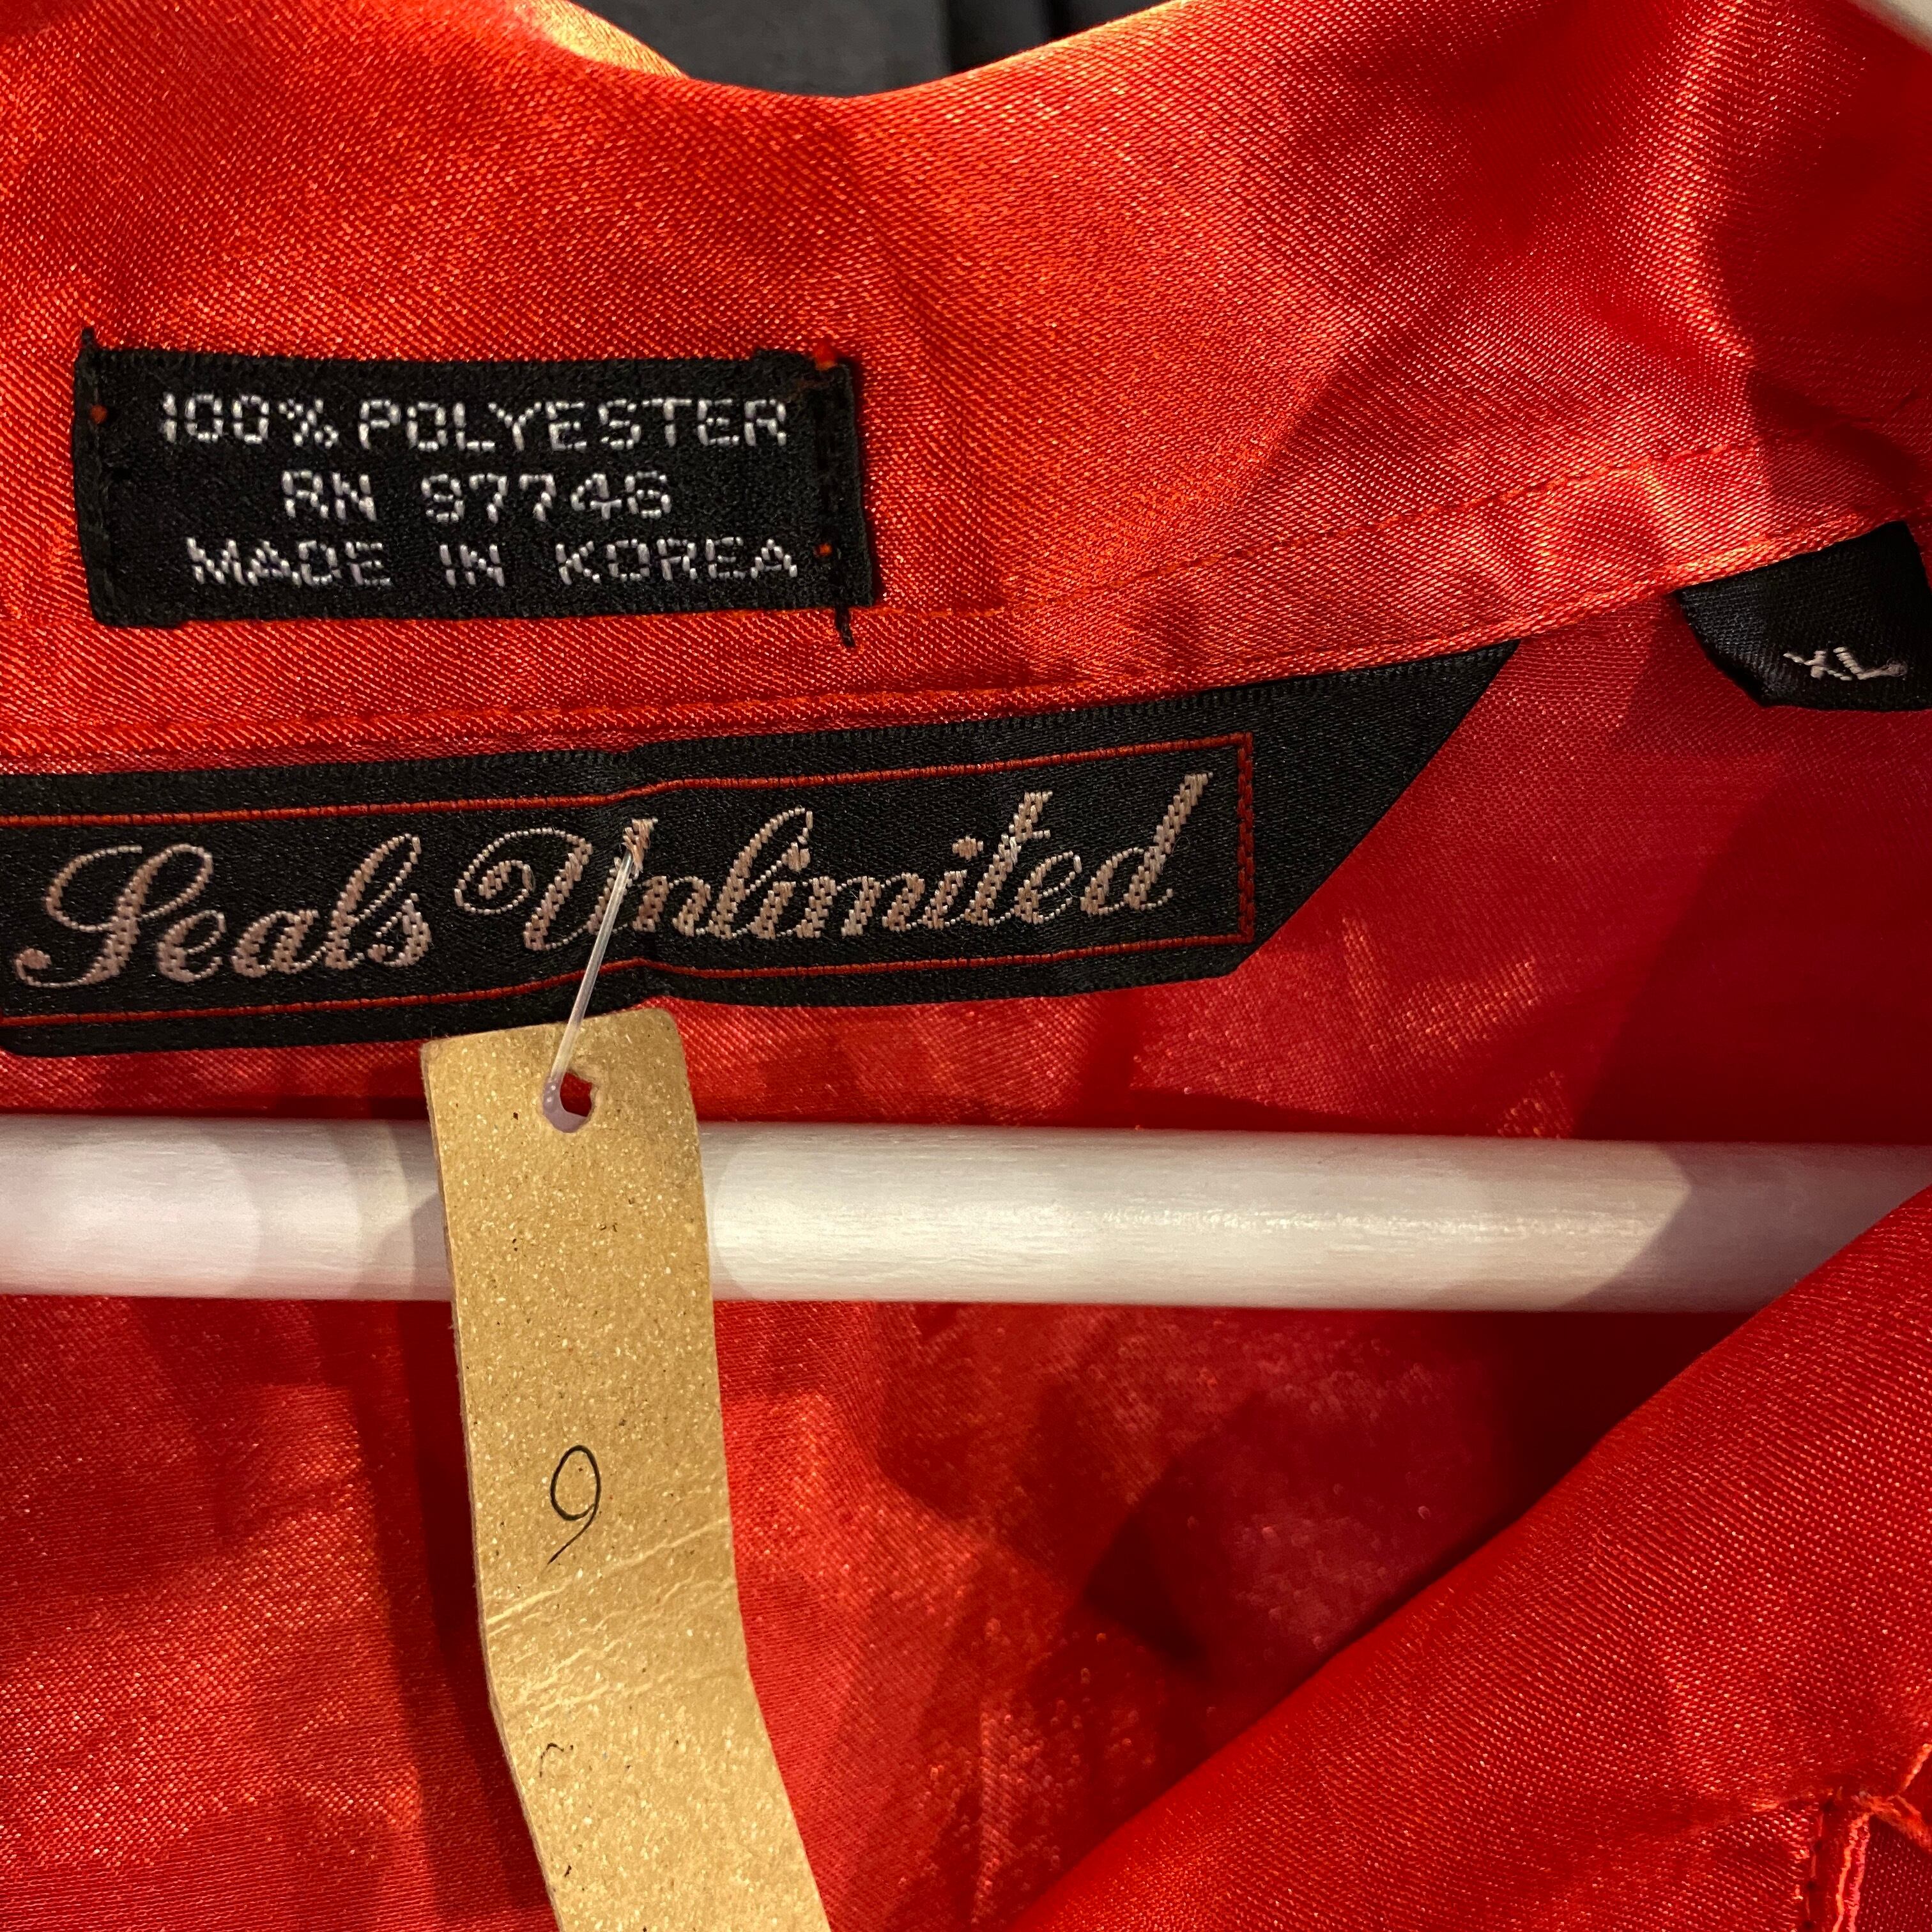 100% POLYESTER
RN 97746
MADE IN KOREA
XL
Seals Unlimited
9